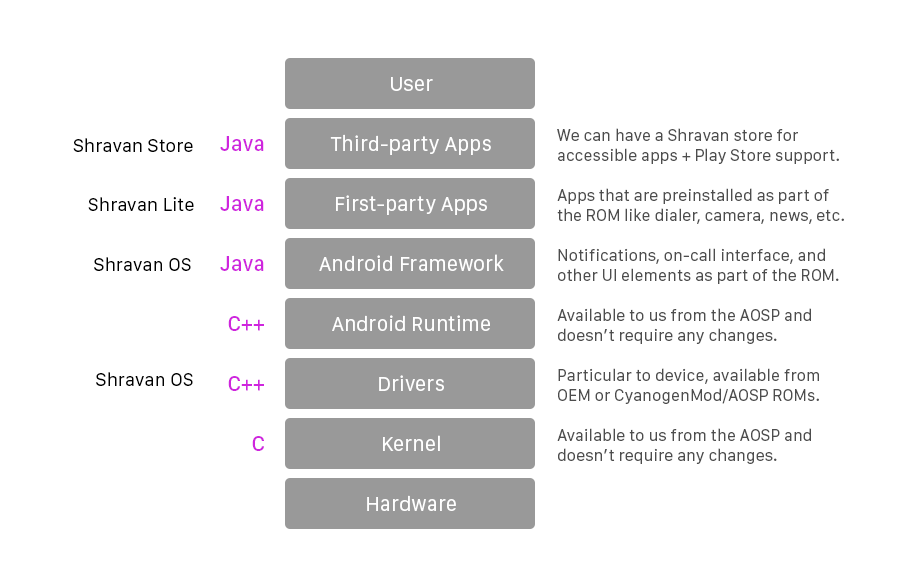 User
Shravan Store Java Third-party Apps We can have a Shravan store for
accessible apps + Play Store support.
Shravan Lite Java First-party Apps Apps that are preinstalled as part of
the ROM like dialer, camera, news, etc.
Shravan OS Java Android Framework Notifications, on-call interface, and
other UI elements as part of the ROM.
C++ Android Runtime Available to us from the AOSP and
doesn’t require any changes.
Shravan OS C++ Drivers Particular to device, available from
OEM or CyanogenMod/AOSP ROMs.
C Kernel Available to us from the AOSP and
doesn’t require any changes.
Hardware